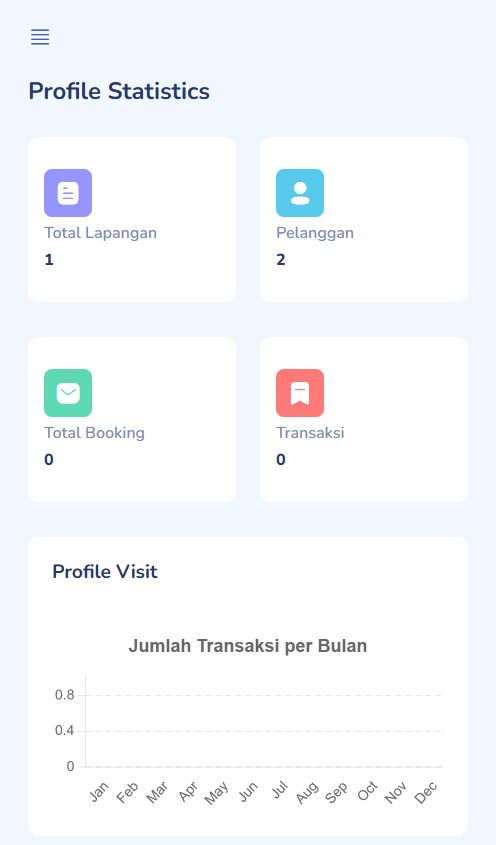 Profile Statistics
Total Lapangan
1
Pelanggan
2
Total Booking
0
Transaksi
0
Profile Visit
Jumlah Transaksi per Bulan
0.8
0.4
0
Jan Feb Mar Apr May Jun Jul Aug Sep Oct Nov Dec